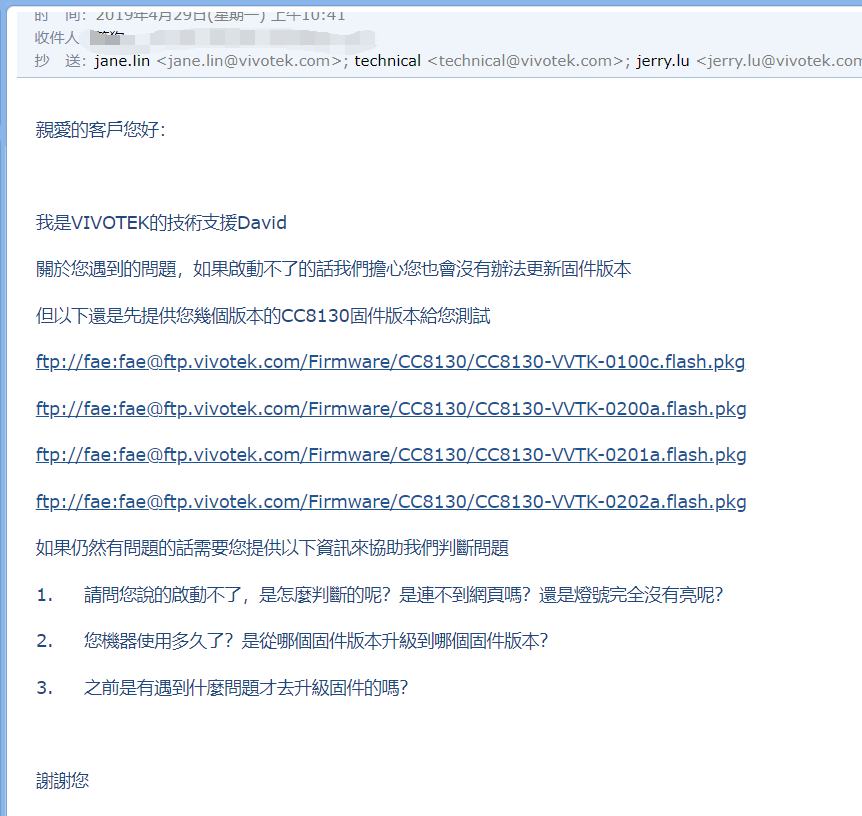 时 间: 2019年4月29日(星期一) 上午10:41
收件人
抄 送: jane.lin <jane.lin@vivotek.com>; technical <technical@vivotek.com>; jerry.lu <jerry.lu@vivotek.com
親愛的客戶您好:
我是VIVOTEK的技術支援David
關於您遇到的問題，如果啟動不了的話我們擔心您也會沒有辦法更新固件版本
但以下還是先提供您幾個版本的CC8130固件版本給您測試
ftp://fae:fae@ftp.vivotek.com/Firmware/CC8130/CC8130-VVTK-0100c.flash.pkg
ftp://fae:fae@ftp.vivotek.com/Firmware/CC8130/CC8130-VVTK-0200a.flash.pkg
ftp://fae:fae@ftp.vivotek.com/Firmware/CC8130/CC8130-VVTK-0201a.flash.pkg
ftp://fae:fae@ftp.vivotek.com/Firmware/CC8130/CC8130-VVTK-0202a.flash.pkg
如果仍然有問題的話需要您提供以下資訊來協助我們判斷問題
1. 請問您說的啟動不了，是怎麼判斷的呢？是連不到網頁嗎？還是燈號完全沒有亮呢？
2. 您機器使用多久了？是從哪個固件版本升級到哪個固件版本？
3. 之前是有遇到什麼問題才去升級固件的嗎？
謝謝您